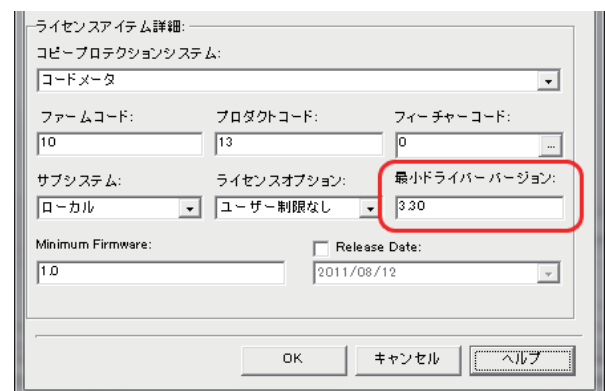 ライセンスアイテム詳細:
コピープロテクションシステム:
コードメータ
ファームコード: プロダクトコード: フィーチャーコード:
10 13 0 ...
サブシステム: ライセンスオプション: 最小ドライバー バージョン:
ローカル ユーザー制限なし 3.30
Minimum Firmware: Release Date:
1.0 2011/08/12
OK キャンセル ヘルプ